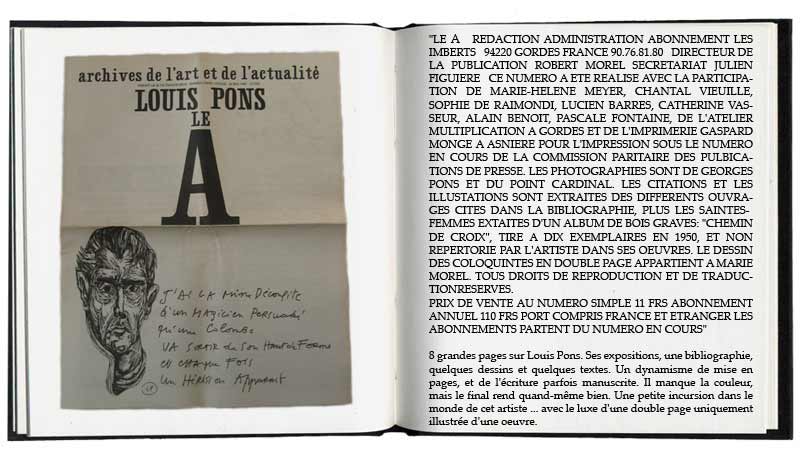 archives de l'art et de l'actualité
LOUIS PONS
LE
A
J'AI LA Mine Décomfite
d'un MAgicien Persuadé
qu'une Colombe
VA SORTIR de son Haut de Forme
et chaque Fois
Un Hérisson Apparait
LP
"LE A REDACTION ADMINISTRATION ABONNEMENT LES
IMBERTS 94220 GORDES FRANCE 90.76.81.80 DIRECTEUR DE
LA PUBLICATION ROBERT MOREL SECRETARIAT JULIEN
FIGUIERE CE NUMERO A ETE REALISE AVEC LA PARTICIPA-
TION DE MARIE-HELENE MEYER, CHANTAL VIEUILLE,
SOPHIE DE RAIMONDI, LUCIEN BARRES, CATHERINE VAS-
SEUR, ALAIN BENOIT, PASCALE FONTAINE, DE L'ATELIER
MULTIPLICATION A GORDES ET DE L'IMPRIMERIE GASPARD
MONGE A ASNIERE POUR L'IMPRESSION SOUS LE NUMERO
EN COURS DE LA COMMISSION PARITAIRE DES PULBICA-
TIONS DE PRESSE. LES PHOTOGRAPHIES SONT DE GEORGES
PONS ET DU POINT CARDINAL. LES CITATIONS ET LES
ILLUSTATIONS SONT EXTRAITES DES DIFFERENTS OUVRA-
GES CITES DANS LA BIBLIOGRAPHIE, PLUS LES SAINTES-
FEMMES EXTAITES D'UN ALBUM DE BOIS GRAVES: "CHEMIN
DE CROIX", TIRE A DIX EXEMPLAIRES EN 1950, ET NON
REPERTORIE PAR L'ARTISTE DANS SES OEUVRES. LE DESSIN
DES COLOQUINTES EN DOUBLE PAGE APPARTIENT A MARIE
MOREL. TOUS DROITS DE REPRODUCTION ET DE TRADUC-
TIONRESERVES.
PRIX DE VENTE AU NUMERO SIMPLE 11 FRS ABONNEMENT
ANNUEL 110 FRS PORT COMPRIS FRANCE ET ETRANGER LES
ABONNEMENTS PARTENT DU NUMERO EN COURS"
8 grandes pages sur Louis Pons. Ses expositions, une bibliographie,
quelques dessins et quelques textes. Un dynamisme de mise en
pages, et de l'écriture parfois manuscrite. Il manque la couleur,
mais le final rend quand-même bien. Une petite incursion dans le
monde de cet artiste ... avec le luxe d'une double page uniquement
illustrée d'une oeuvre.